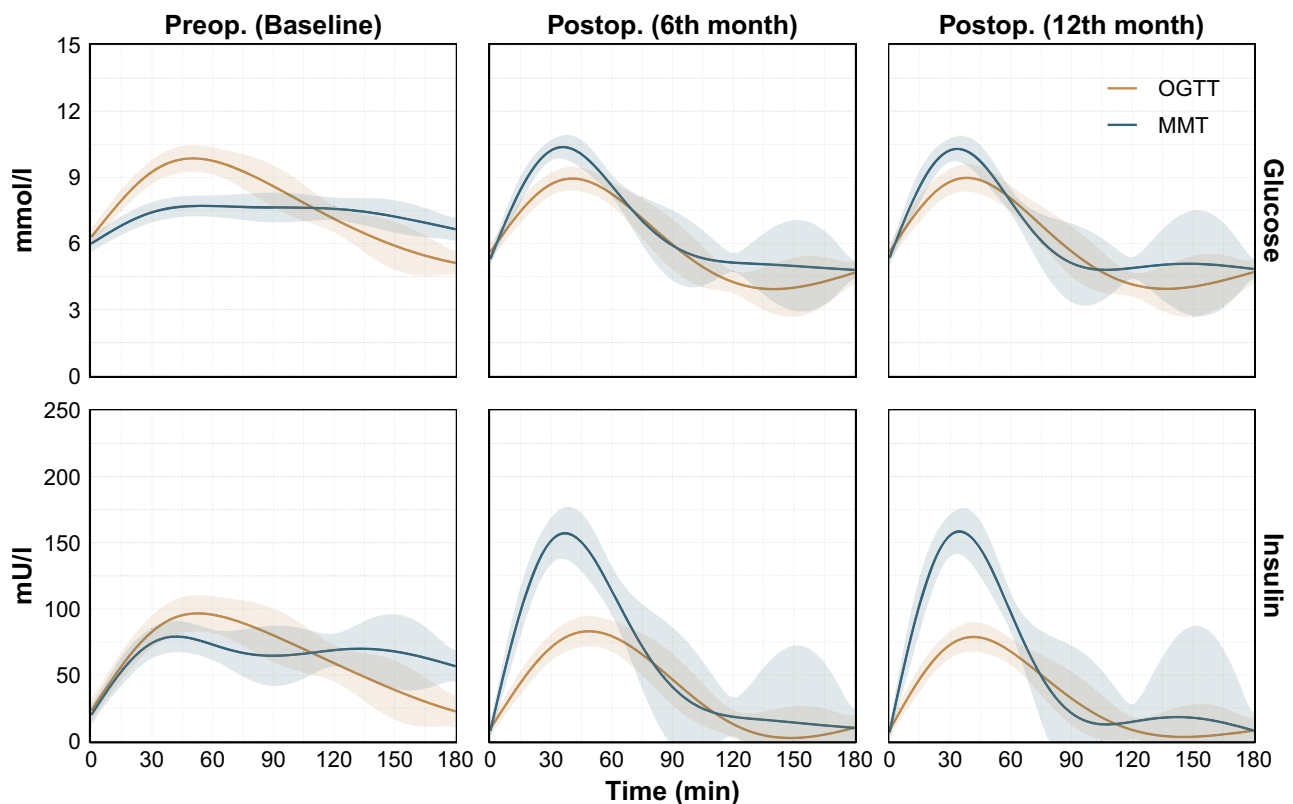 Preop. (Baseline) Postop. (6th month) Postop. (12th month)
15
12
9
6
3
0
mmol/l
OGTT
MMT
Glucose
250
200
150
100
50
0
mU/l
Insulin
0 30 60 90 120 150 180 0 30 60 90 120 150 180 0 30 60 90 120 150 180
Time (min)